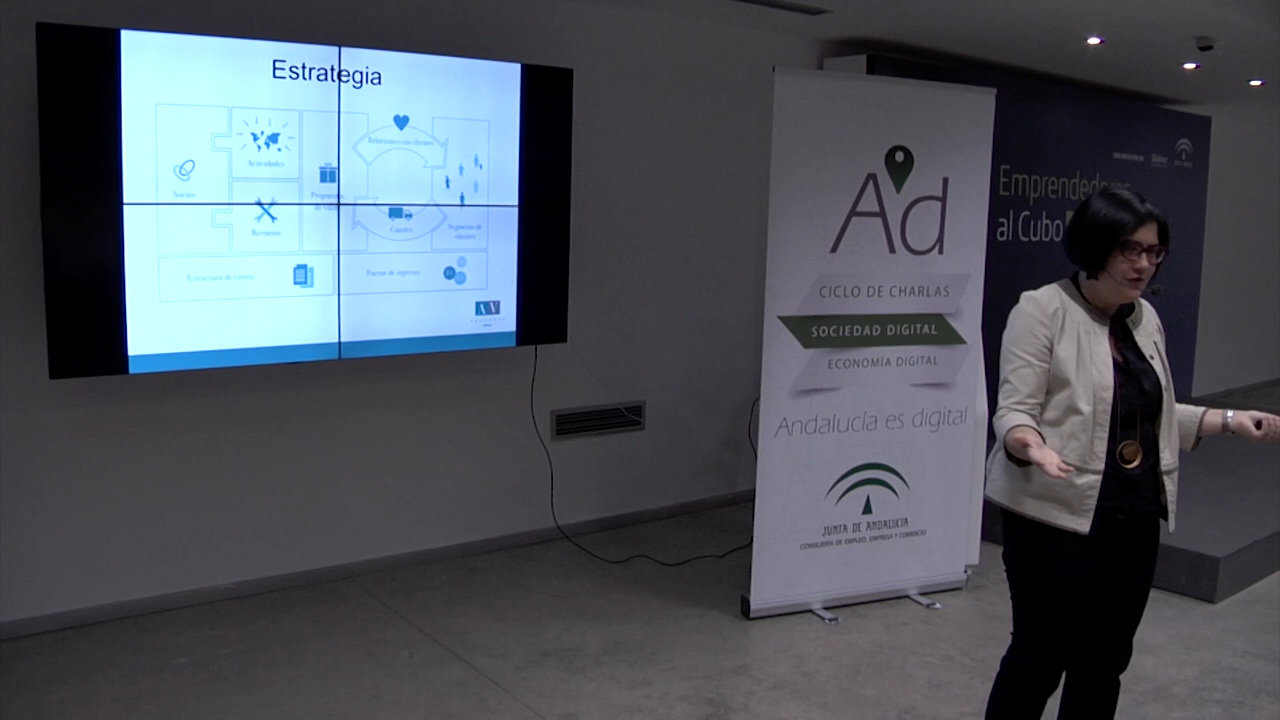 Estrategia
Socios
Actividades
Recursos
Relaciones con clientes
Canales
Segmento de
clientes
Estructura de costes
Fuente de ingresos
Ad
CICLO DE CHARLAS
SOCIEDAD DIGITAL
ECONOMÍA DIGITAL
Andalucía es digital
JUNTA DE ANDALUCIA
CONSEJERÍA DE EMPLEO, EMPRESA Y COMERCIO
Emprendedores
al Cubo